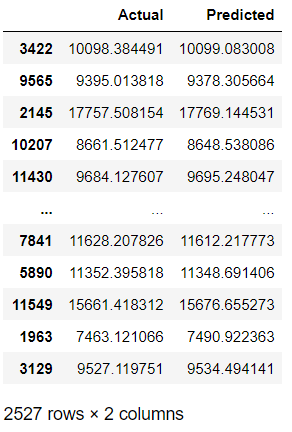 Actual Predicted
3422 10098.384491 10099.083008
9565 9395.013818 9378.305664
2145 17757.508154 17769.144531
10207 8661.512477 8648.538086
11430 9684.127607 9695.248047
... ... ...
7841 11628.207826 11612.217773
5890 11352.395818 11348.691406
11549 15661.418312 15676.655273
1963 7463.121066 7490.922363
3129 9527.119751 9534.494141
2527 rows × 2 columns